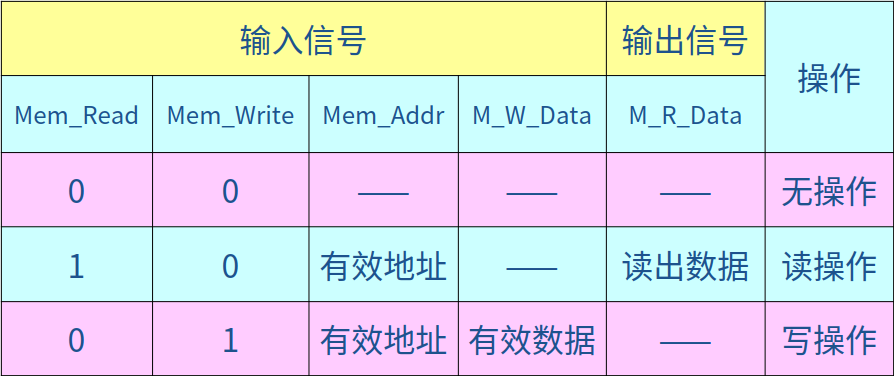 输入信号 输出信号 操作
Mem_Read Mem_Write Mem_Addr M_W_Data M_R_Data
0 0 —— —— —— 无操作
1 0 有效地址 —— 读出数据 读操作
0 1 有效地址 有效数据 —— 写操作